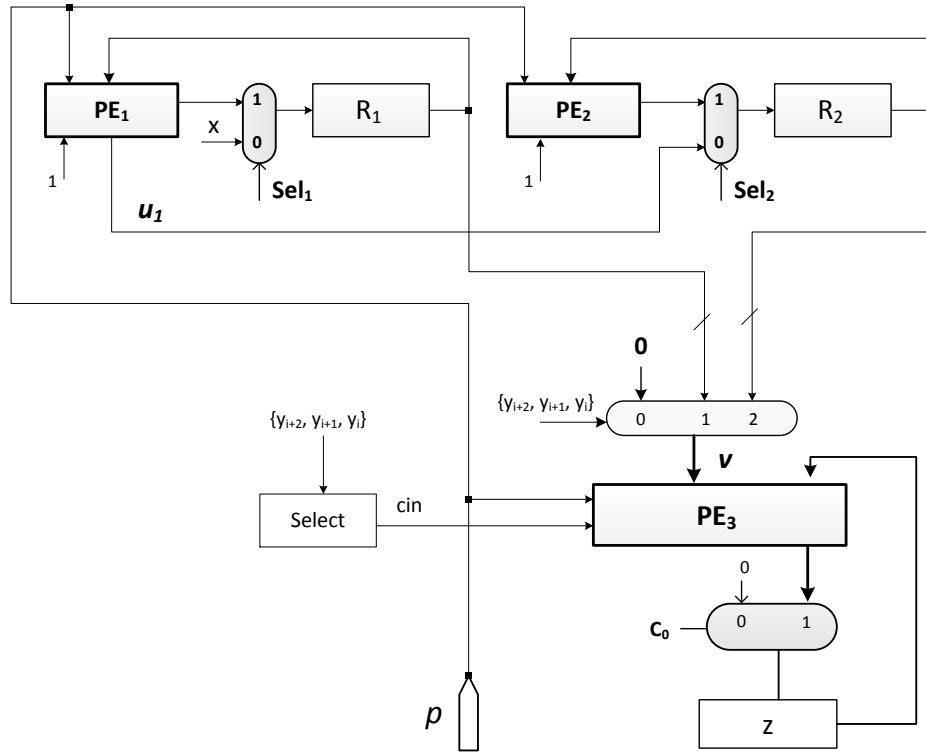 PE₁ 1 R₁ PE₂ 1 R₂
x 0 0
1 Sel₁ 1 Sel₂
u₁
0
{yᵢ₊₂, yᵢ₊₁, yᵢ} 0 1 2
{yᵢ₊₂, yᵢ₊₁, yᵢ}
v
Select cin PE₃
0
C₀ 0 1
p
z